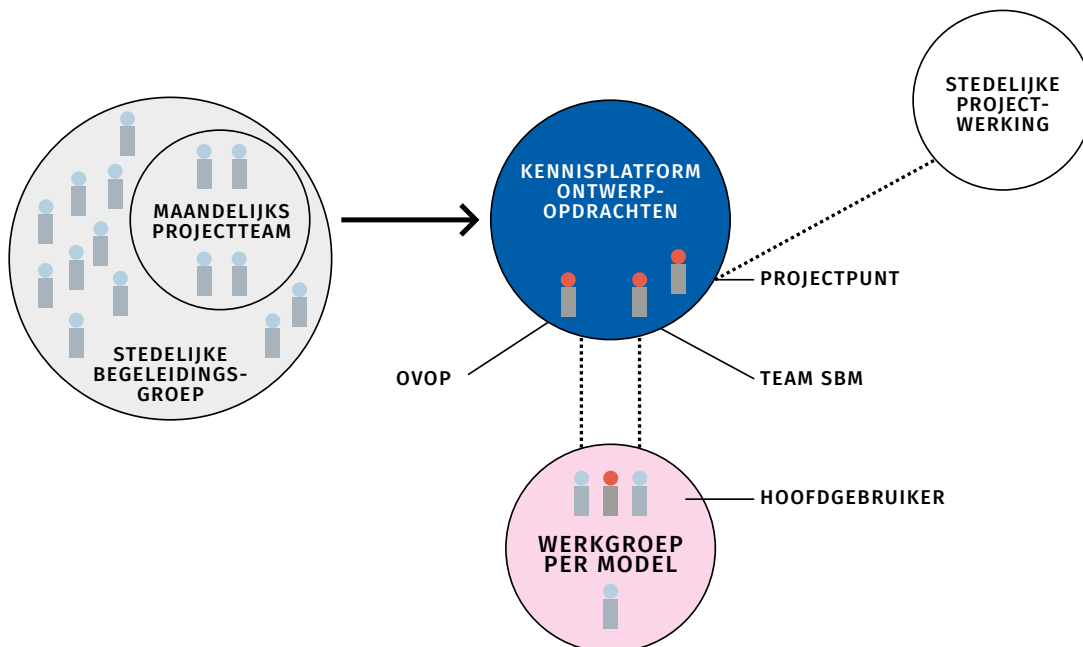 STEDELIJKE
PROJECT-
WERKING
KENNISPLATFORM
ONTWERP-
OPDRACHTEN
MAANDELIJKS
PROJECTTEAM
PROJECTPUNT
STEDELIJKE
BEGELEIDINGS-
GROEP
OVOP
TEAM SBM
HOOFDGEBRUIKER
WERKGROEP
PER MODEL